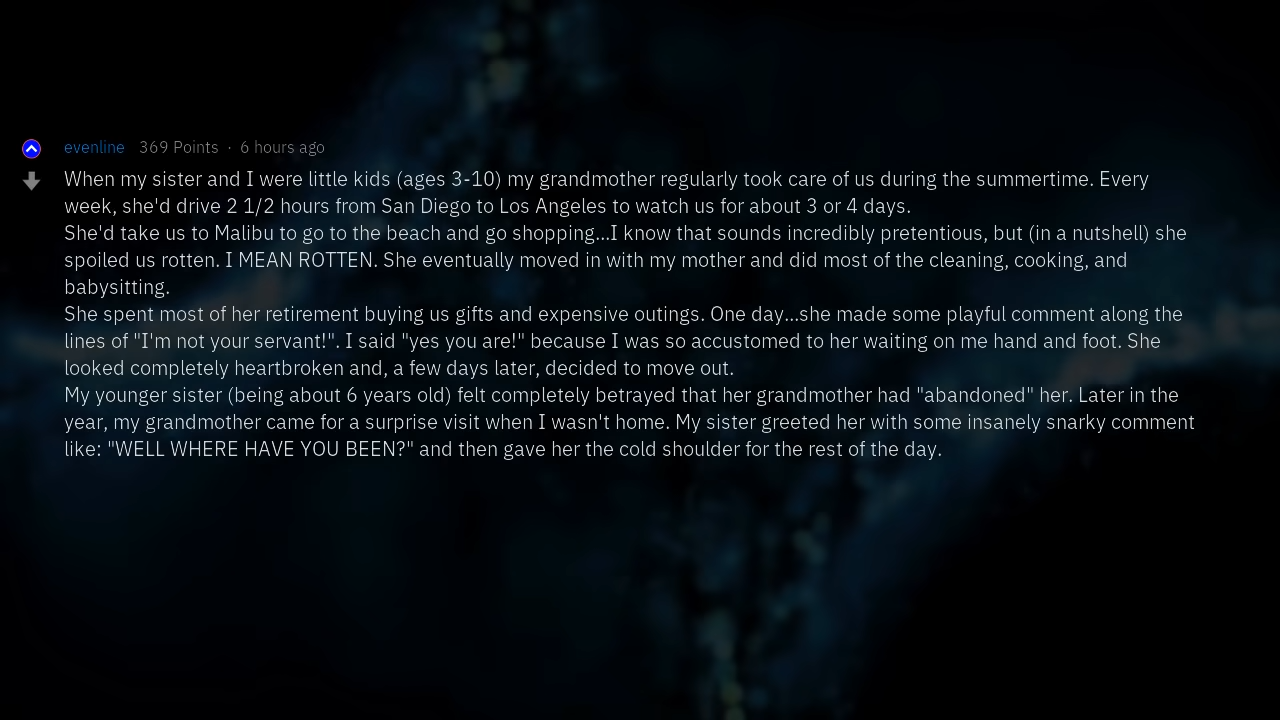 evenline 369 Points · 6 hours ago
When my sister and I were little kids (ages 3-10) my grandmother regularly took care of us during the summertime. Every
week, she'd drive 2 1/2 hours from San Diego to Los Angeles to watch us for about 3 or 4 days.
She'd take us to Malibu to go to the beach and go shopping...I know that sounds incredibly pretentious, but (in a nutshell) she
spoiled us rotten. I MEAN ROTTEN. She eventually moved in with my mother and did most of the cleaning, cooking, and
babysitting.
She spent most of her retirement buying us gifts and expensive outings. One day...she made some playful comment along the
lines of "I'm not your servant!". I said "yes you are!" because I was so accustomed to her waiting on me hand and foot. She
looked completely heartbroken and, a few days later, decided to move out.
My younger sister (being about 6 years old) felt completely betrayed that her grandmother had "abandoned" her. Later in the
year, my grandmother came for a surprise visit when I wasn't home. My sister greeted her with some insanely snarky comment
like: "WELL WHERE HAVE YOU BEEN?" and then gave her the cold shoulder for the rest of the day.